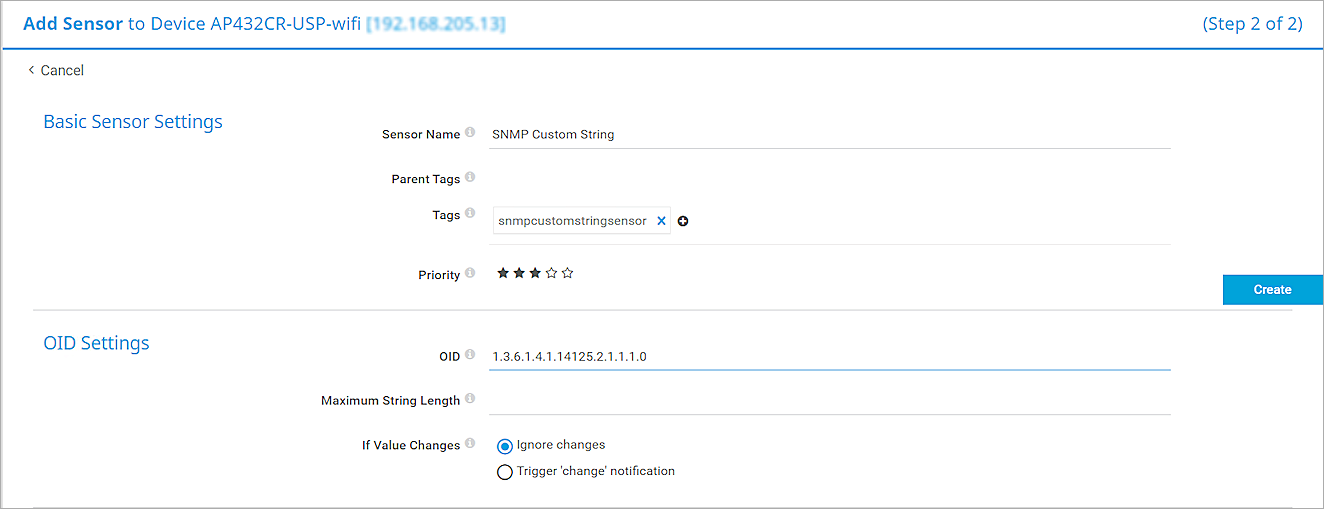 Add Sensor to Device AP432CR-USP-wifi [192.168.205.13] (Step 2 of 2)
Cancel
Basic Sensor Settings
Sensor Name SNMP Custom String
Parent Tags
Tags snmpcustomstringsensor
Priority
Create
OID Settings
OID 1.3.6.1.4.1.14125.2.1.1.1.0
Maximum String Length
If Value Changes Ignore changes
Trigger 'change' notification